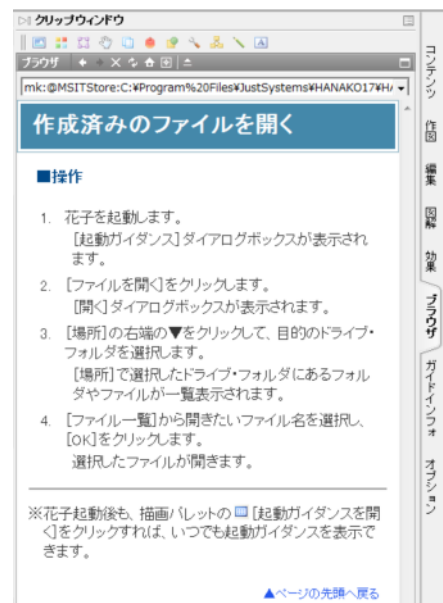 クリップウィンドウ
ブラウザ
mk:@MSITStore:C:¥Program%20Files¥JustSystems¥HANAKO17¥H
作成済みのファイルを開く
■操作
1. 花子を起動します。
［起動ガイダンス］ダイアログボックスが表示され
ます。
2. ［ファイルを開く］をクリックします。
［開く］ダイアログボックスが表示されます。
3. ［場所］の右端の▼をクリックして、目的のドライブ・
フォルダを選択します。
［場所］で選択したドライブ・フォルダにあるフォル
ダやファイルが一覧表示されます。
4. ［ファイル一覧］から開きたいファイル名を選択し、
［OK］をクリックします。
選択したファイルが開きます。
※花子起動後も、描画パレットの［起動ガイダンスを開
く］をクリックすれば、いつでも起動ガイダンスを表示で
きます。
▲ページの先頭へ戻る
コンテンツ
作図
編集
図解
効果
ブラウザ
ガイドインフォ
オプション